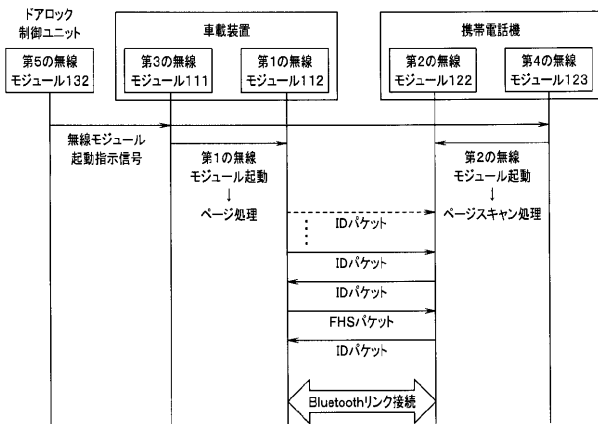 ドアロック
制御ユニット
車載装置
携帯電話機
第5の無線
モジュール132
第3の無線
モジュール111
第1の無線
モジュール112
第2の無線
モジュール122
第4の無線
モジュール123
無線モジュール
起動指示信号
第1の無線
モジュール起動
↓
ページ処理
第2の無線
モジュール起動
↓
ページスキャン処理
IDパケット
IDパケット
IDパケット
FHSパケット
IDパケット
Bluetoothリンク接続